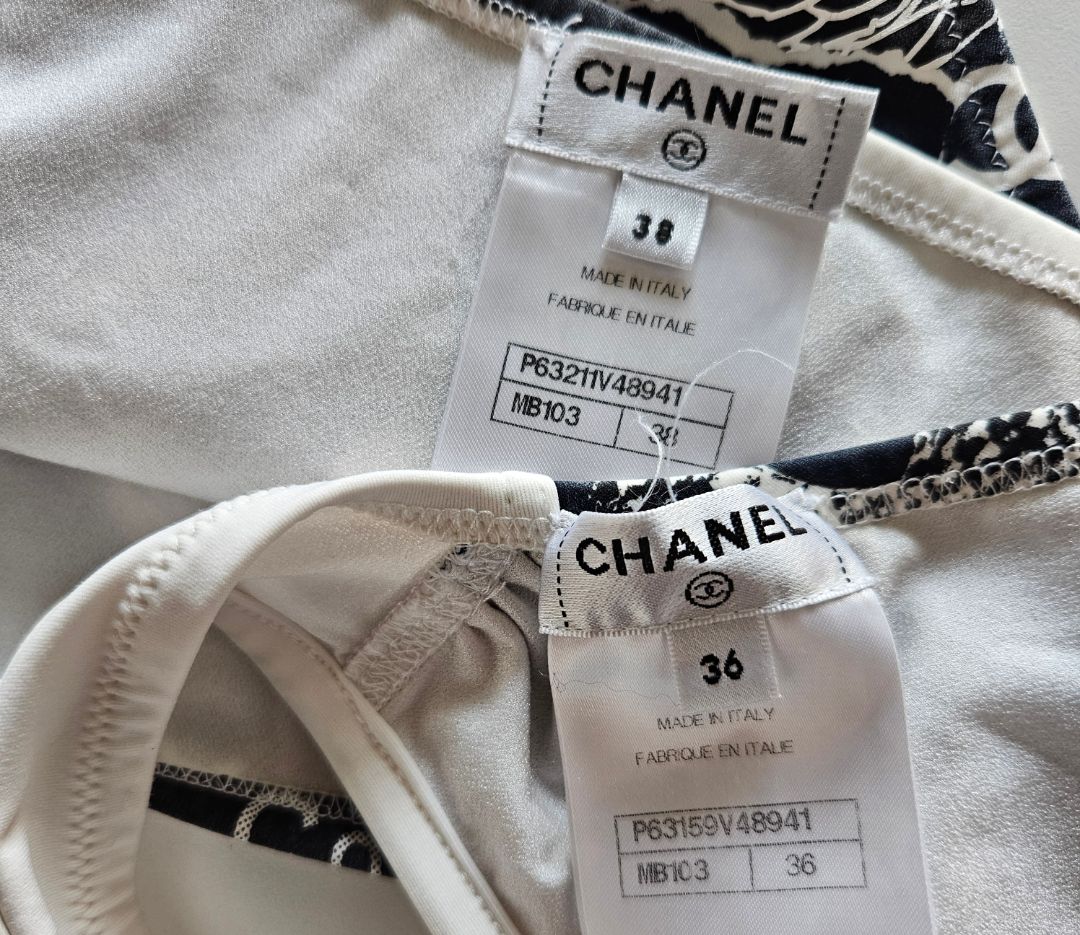 CHANEL
38
MADE IN ITALY
FABRIQUE EN ITALIE
P63211V48941
MB103 38
CHANEL
36
MADE IN ITALY
FABRIQUE EN ITALIE
P63159V48941
MB103 36